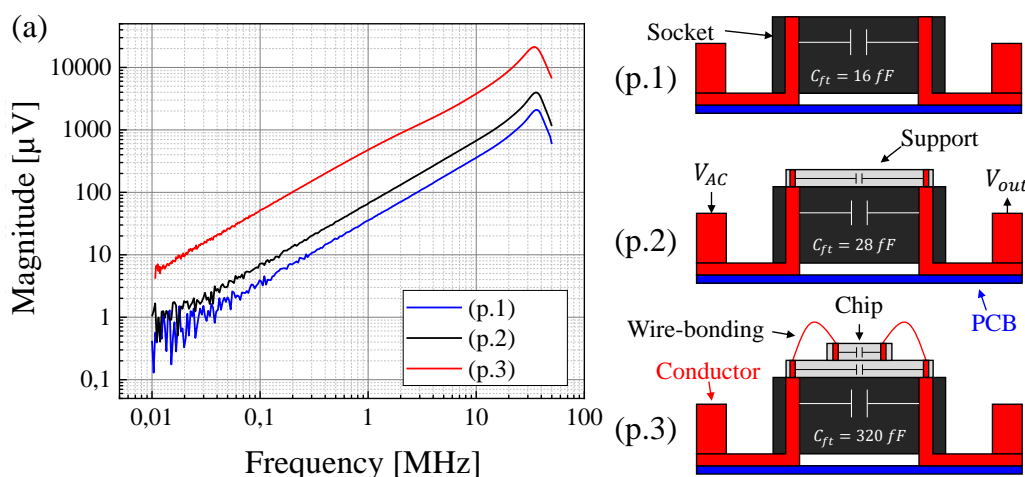 (a)
Magnitude [µV]
10000
1000
100
10
1
0,1
0,01
0,1
1
10
100
Frequency [MHz]
(p.1)
(p.2)
(p.3)
Socket
(p.1)
C_ft = 16 fF
Support
V_AC
V_out
(p.2)
C_ft = 28 fF
PCB
Chip
Wire-bonding
Conductor
(p.3)
C_ft = 320 fF